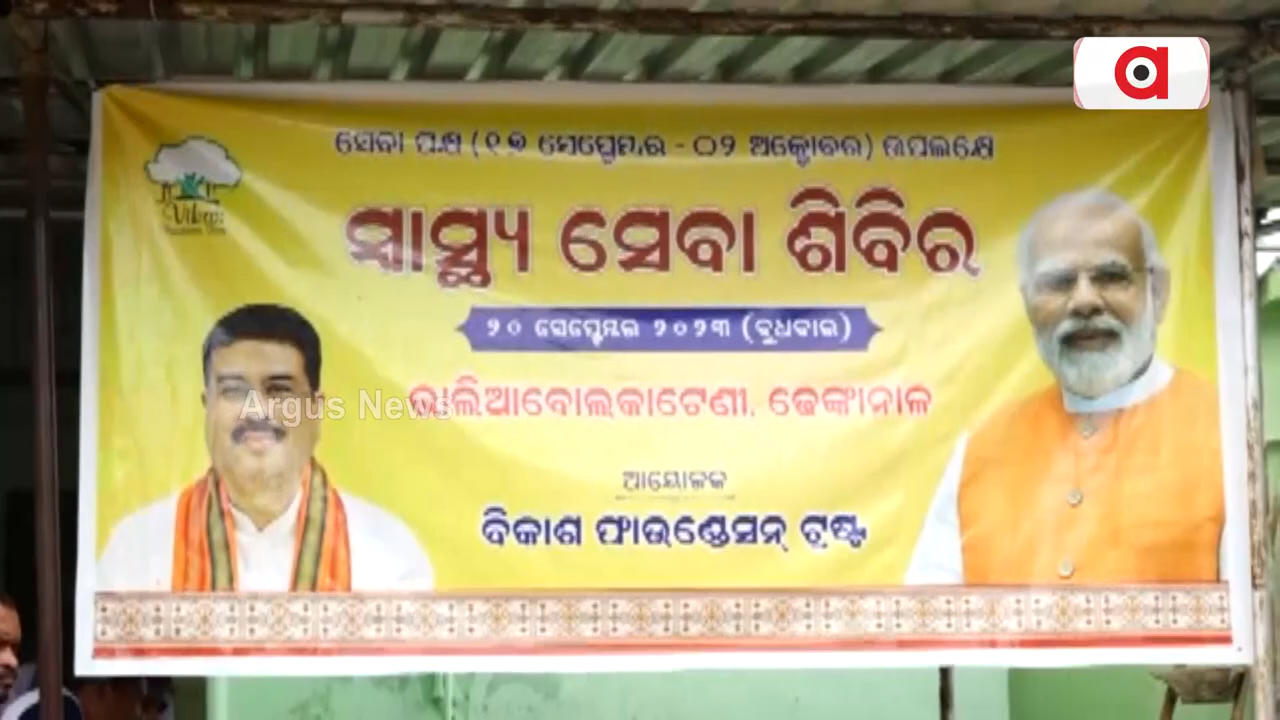 ସେବା ପକ୍ଷ (୧୭ ସେପ୍ଟେମ୍ବର - ୦୨ ଅକ୍ଟୋବର) ଉପଲକ୍ଷେ
ସ୍ୱାସ୍ଥ୍ୟ ସେବା ଶିବିର
୨୦ ସେପ୍ଟେମ୍ବର ୨୦୨୩ (ବୁଧବାର)
ଭାଲିଆବୋଲକାଟେଣୀ, ଢେଙ୍କାନାଳ
Argus News
ଆୟୋଜକ
ବିକାଶ ଫାଉଣ୍ଡେସନ୍ ଟ୍ରଷ୍ଟ